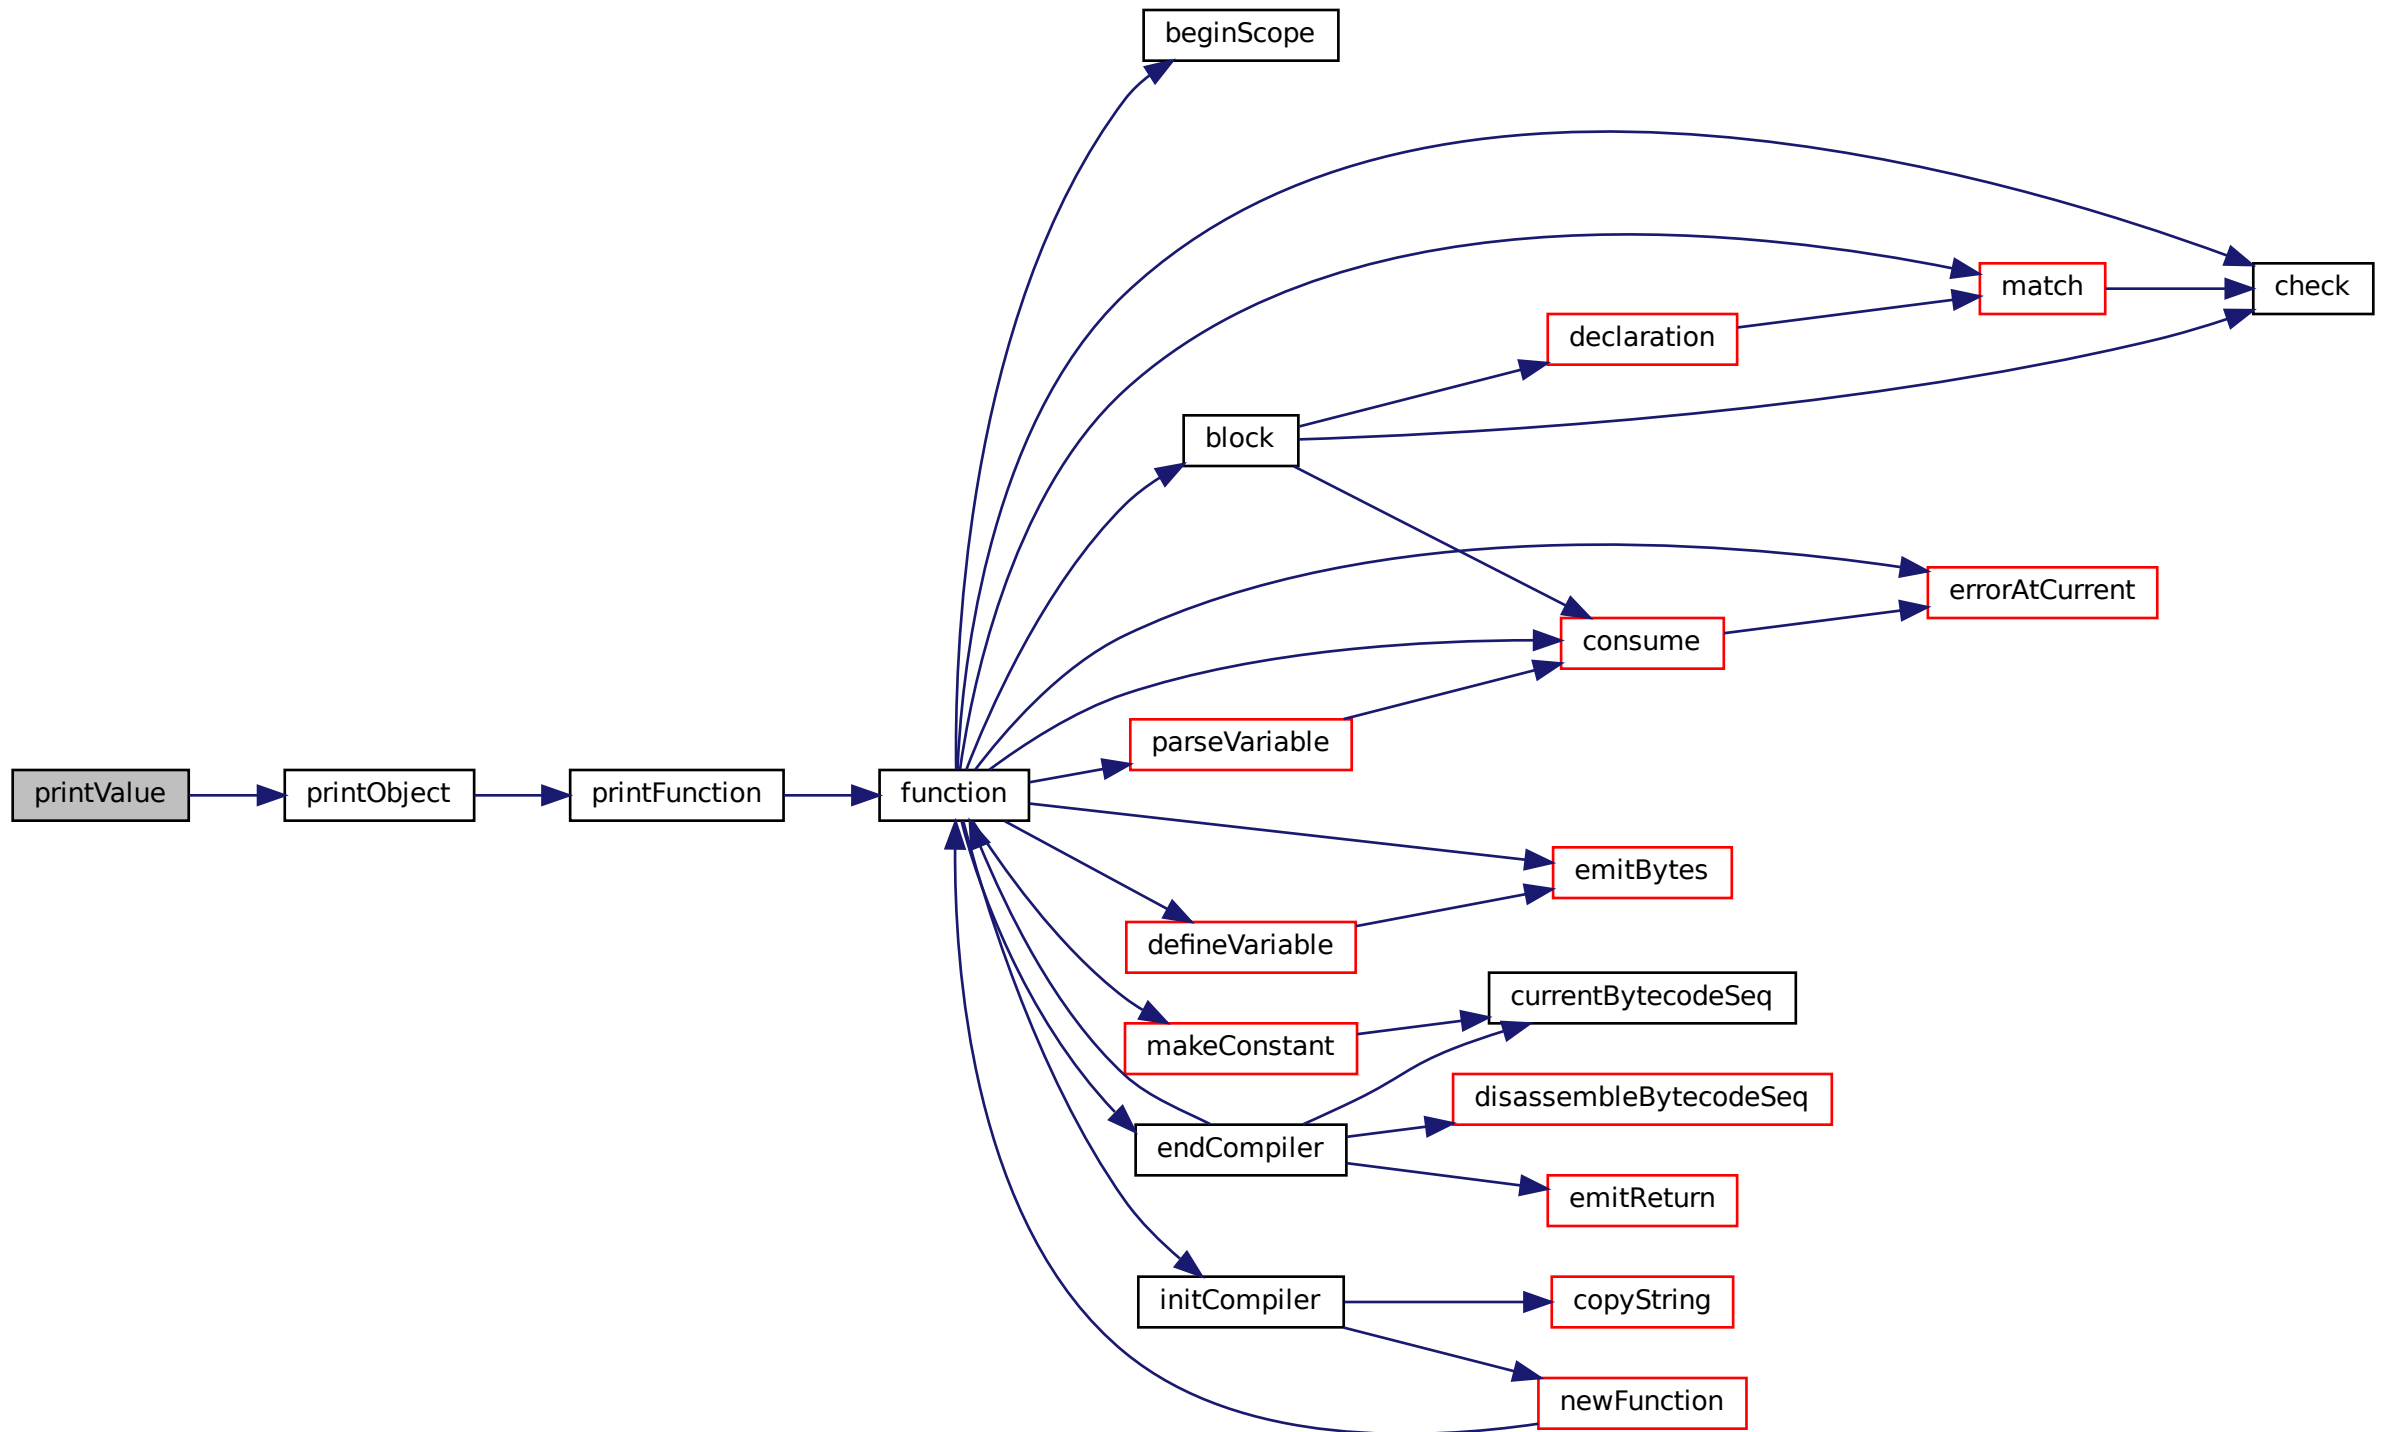 beginScope
match
check
declaration
block
errorAtCurrent
consume
parseVariable
printValue
printObject
printFunction
function
emitBytes
defineVariable
currentBytecodeSeq
makeConstant
disassembleBytecodeSeq
endCompiler
emitReturn
initCompiler
copyString
newFunction